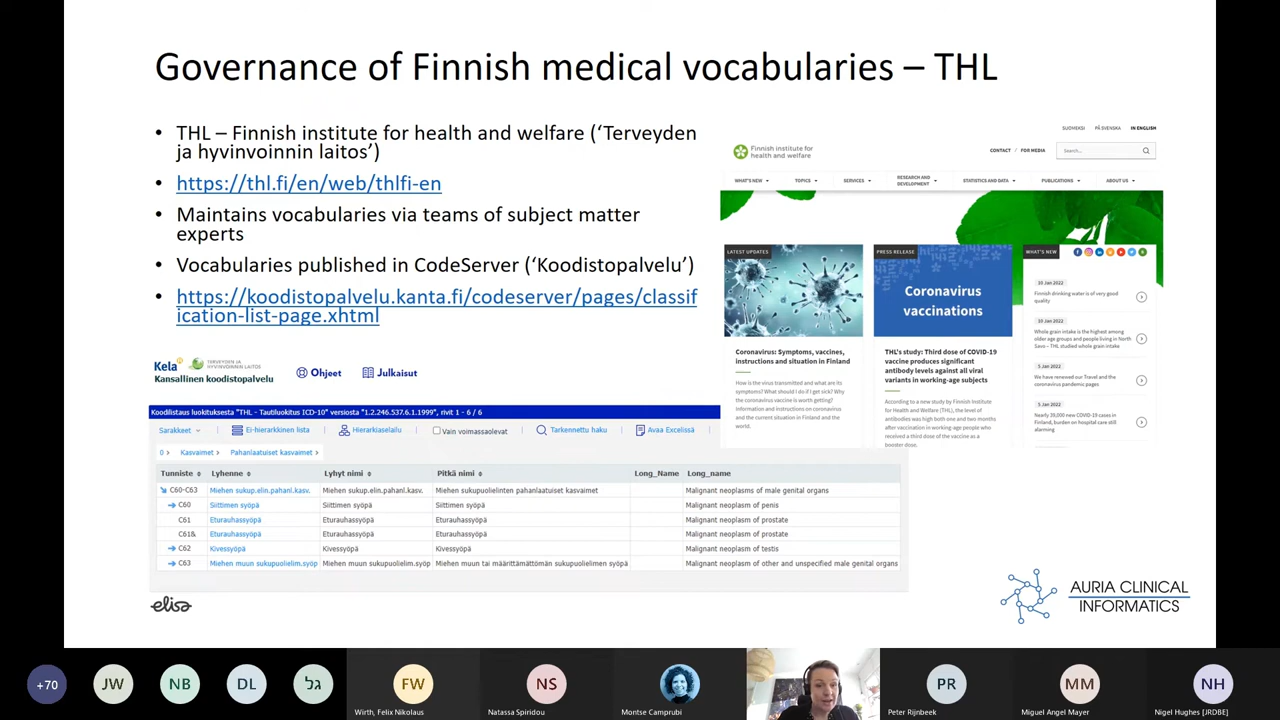 Governance of Finnish medical vocabularies – THL
• THL – Finnish institute for health and welfare (‘Terveyden
ja hyvinvoinnin laitos’)
• https://thl.fi/en/web/thlfi-en
• Maintains vocabularies via teams of subject matter
experts
• Vocabularies published in CodeServer (‘Koodistopalvelu’)
• https://koodistopalvelu.kanta.fi/codeserver/pages/classif
ication-list-page.xhtml
SUOMEKSI PÅ SVENSKA IN ENGLISH
Finnish institute for
health and welfare
CONTACT / FOR MEDIA
Search...
WHAT'S NEW TOPICS SERVICES RESEARCH AND
DEVELOPMENT STATISTICS AND DATA PUBLICATIONS ABOUT US
LATEST UPDATES
Coronavirus: Symptoms, vaccines,
instructions and situation in Finland
How is the virus transmitted and what are its
symptoms? What should I do if I get sick? Why
the coronavirus vaccine is worth getting?
Information and instructions on coronavirus
and the current situation in Finland and the
world.
PRESS RELEASE
Coronavirus
vaccinations
THL's study: Third dose of COVID-19
vaccine produces significant
antibody levels against all viral
variants in working-age subjects
According to a new study by Finnish Institute
for Health and Welfare (THL), the level of
antibodies was high both one and two months
after vaccination in working-age people who
received a third dose of the vaccine as a
booster dose.
WHAT'S NEW
10 Jan 2022
Finnish drinking water is of very good
quality
10 Jan 2022
Whole grain intake is the highest among
older age groups and people living in North
Savo – THL studied whole grain intake
5 Jan 2022
We have renewed our Travel and the
coronavirus pandemic pages
5 Jan 2022
Nearly 39,000 new COVID-19 cases in
Finland, burden on hospital care still
alarming
Kela TERVEYDEN JA
HYVINVOINNIN LAITOS
Kansallinen koodistopalvelu
Ohjeet Julkaisut
Koodilistaus luokituksesta "THL - Tautiluokitus ICD-10" versiosta "1.2.246.537.6.1.1999", rivit 1 - 6 / 6
Sarakkeet Ei-hierarkkinen lista Hierarkiaselailu Vain voimassaolevat Tarkennettu haku Avaa Excelissä
0 > Kasvaimet > Pahanlaatuiset kasvaimet >
Tunniste Lyhenne Lyhyt nimi Pitkä nimi Long_Name Long_name
C60-C63 Miehen sukup.elin.pahanl.kasv. Miehen sukup.elin.pahanl.kasv. Miehen sukupuolielinten pahanlaatuiset kasvaimet Malignant neoplasms of male genital organs
C60 Siittimen syöpä Siittimen syöpä Siittimen syöpä Malignant neoplasm of penis
C61 Eturauhassyöpä Eturauhassyöpä Eturauhassyöpä Malignant neoplasm of prostate
C61& Eturauhassyöpä Eturauhassyöpä Eturauhassyöpä Malignant neoplasm of prostate
C62 Kivessyöpä Kivessyöpä Kivessyöpä Malignant neoplasm of testis
C63 Miehen muun sukupuolielim.syöp Miehen muun sukupuolielim.syöp Miehen muun tai määrittämättömän sukupuolielimen syöpä Malignant neoplasm of other and unspecified male genital organs
elisa
AURIA CLINICAL
INFORMATICS
+70 JW NB DL גל FW NS PR MM NH
Wirth, Felix Nikolaus Natassa Spiridou Montse Camprubi Peter Rijnbeek Miguel Angel Mayer Nigel Hughes [JRDBE]